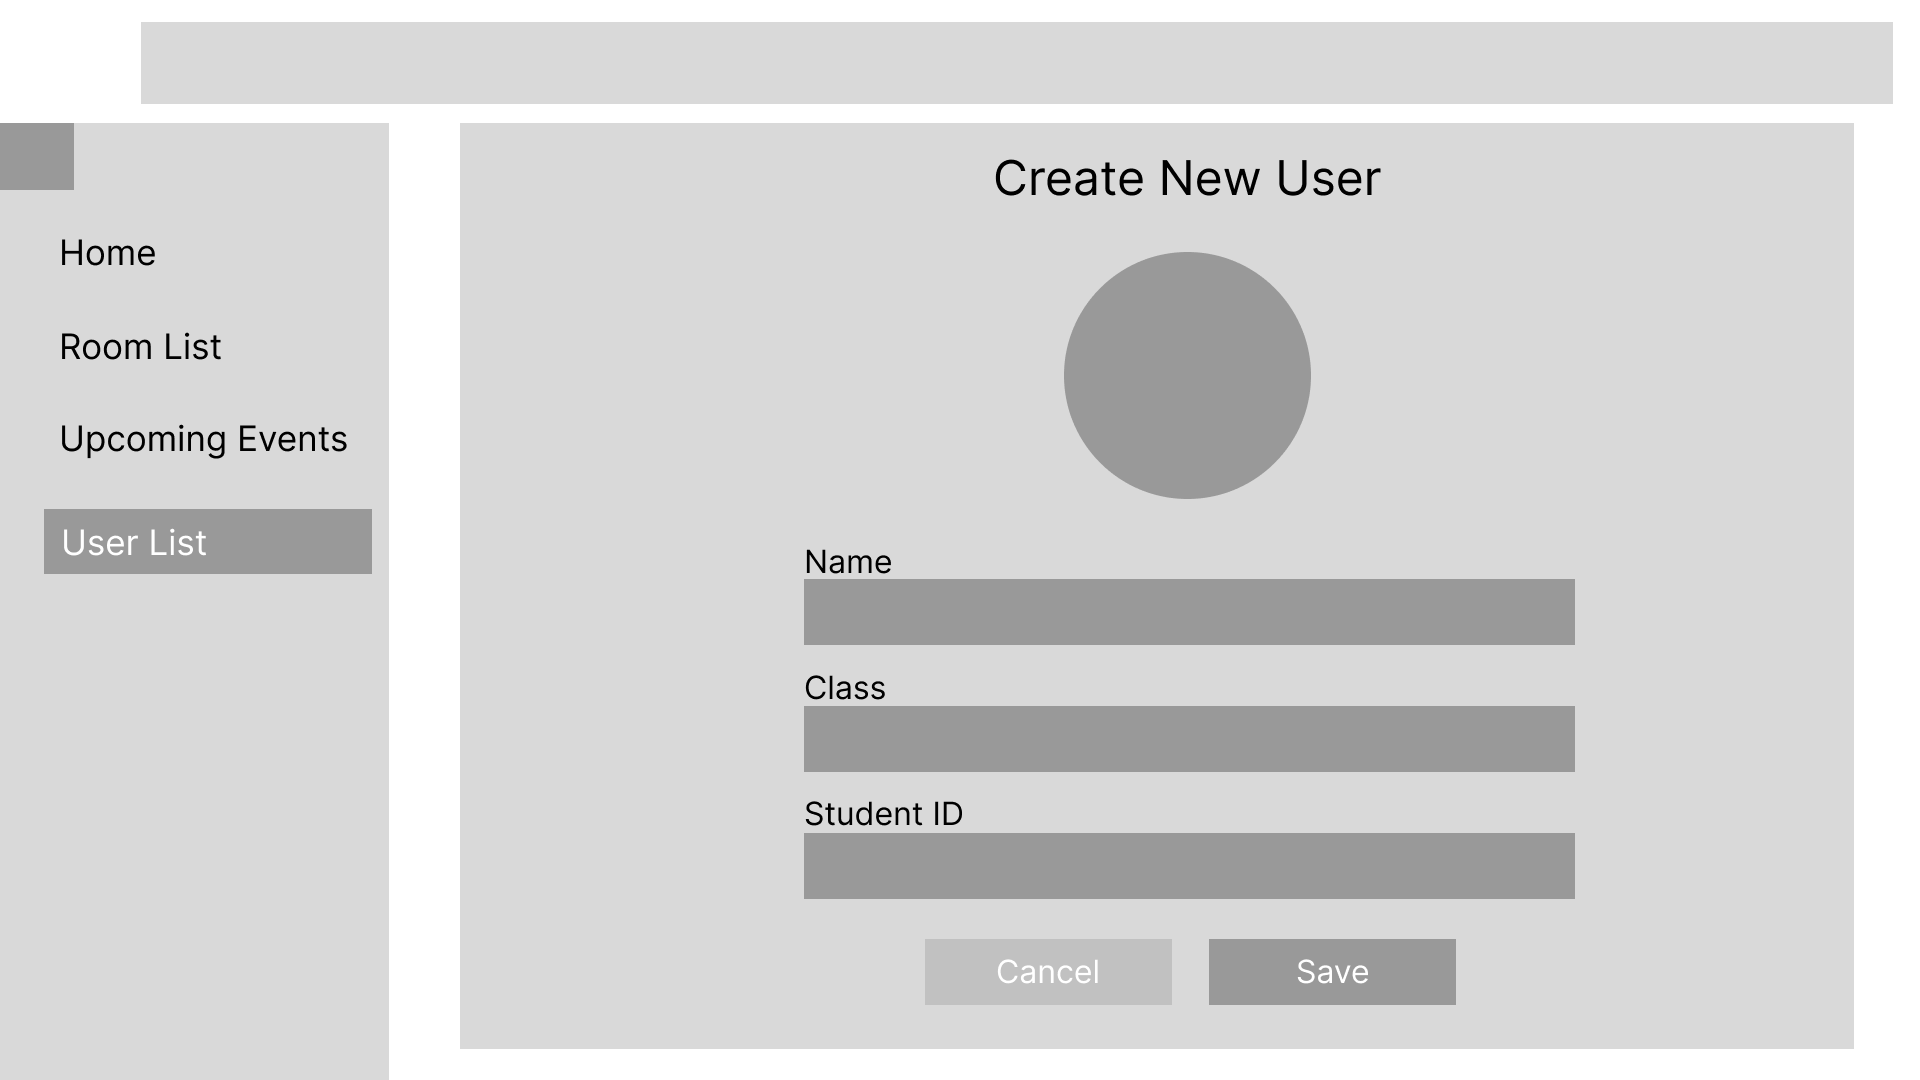 Create New User
Home
Room List
Upcoming Events
User List
Name
Class
Student ID
Cancel
Save